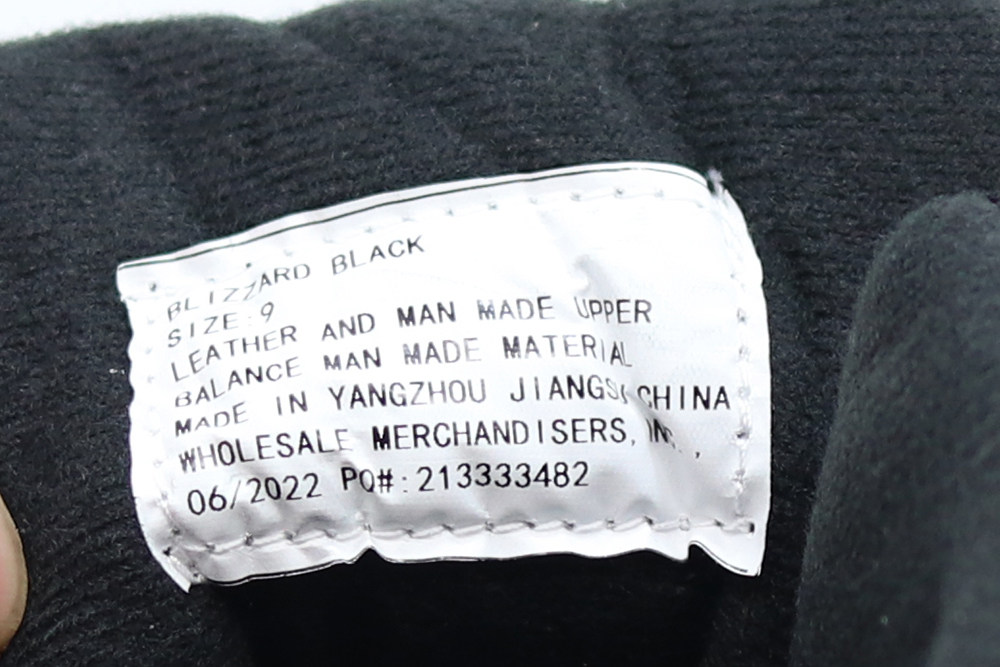 BLIZZARD BLACK
SIZE:9
LEATHER AND MAN MADE UPPER
BALANCE MAN MADE MATERIAL
MADE IN YANGZHOU JIANGSU CHINA
WHOLESALE MERCHANDISERS,
06/2022 PO#:213333482